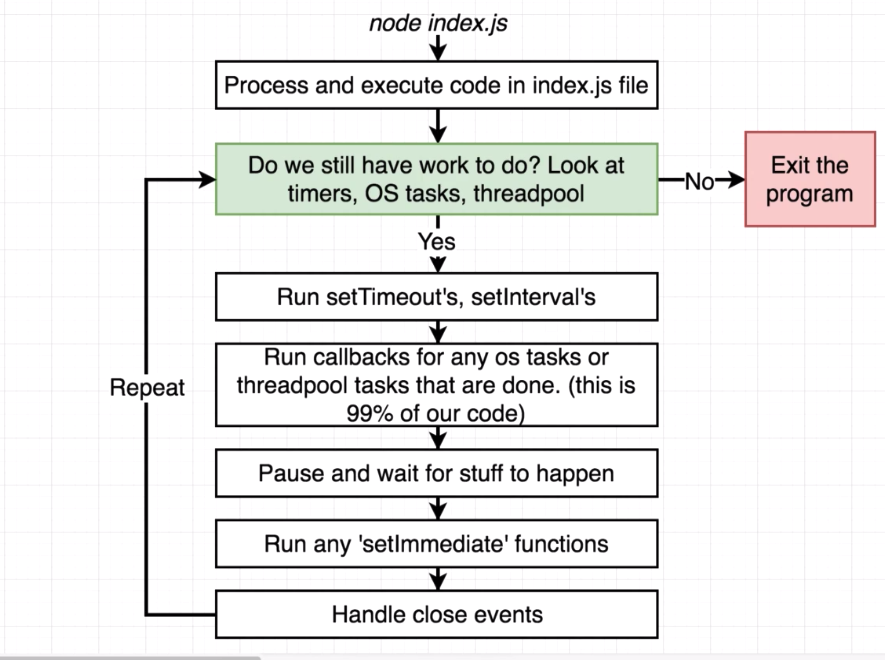 node index.js
Process and execute code in index.js file
Do we still have work to do? Look at
timers, OS tasks, threadpool
No
Exit the
program
Yes
Run setTimeout's, setInterval's
Run callbacks for any os tasks or
threadpool tasks that are done. (this is
99% of our code)
Repeat
Pause and wait for stuff to happen
Run any 'setImmediate' functions
Handle close events